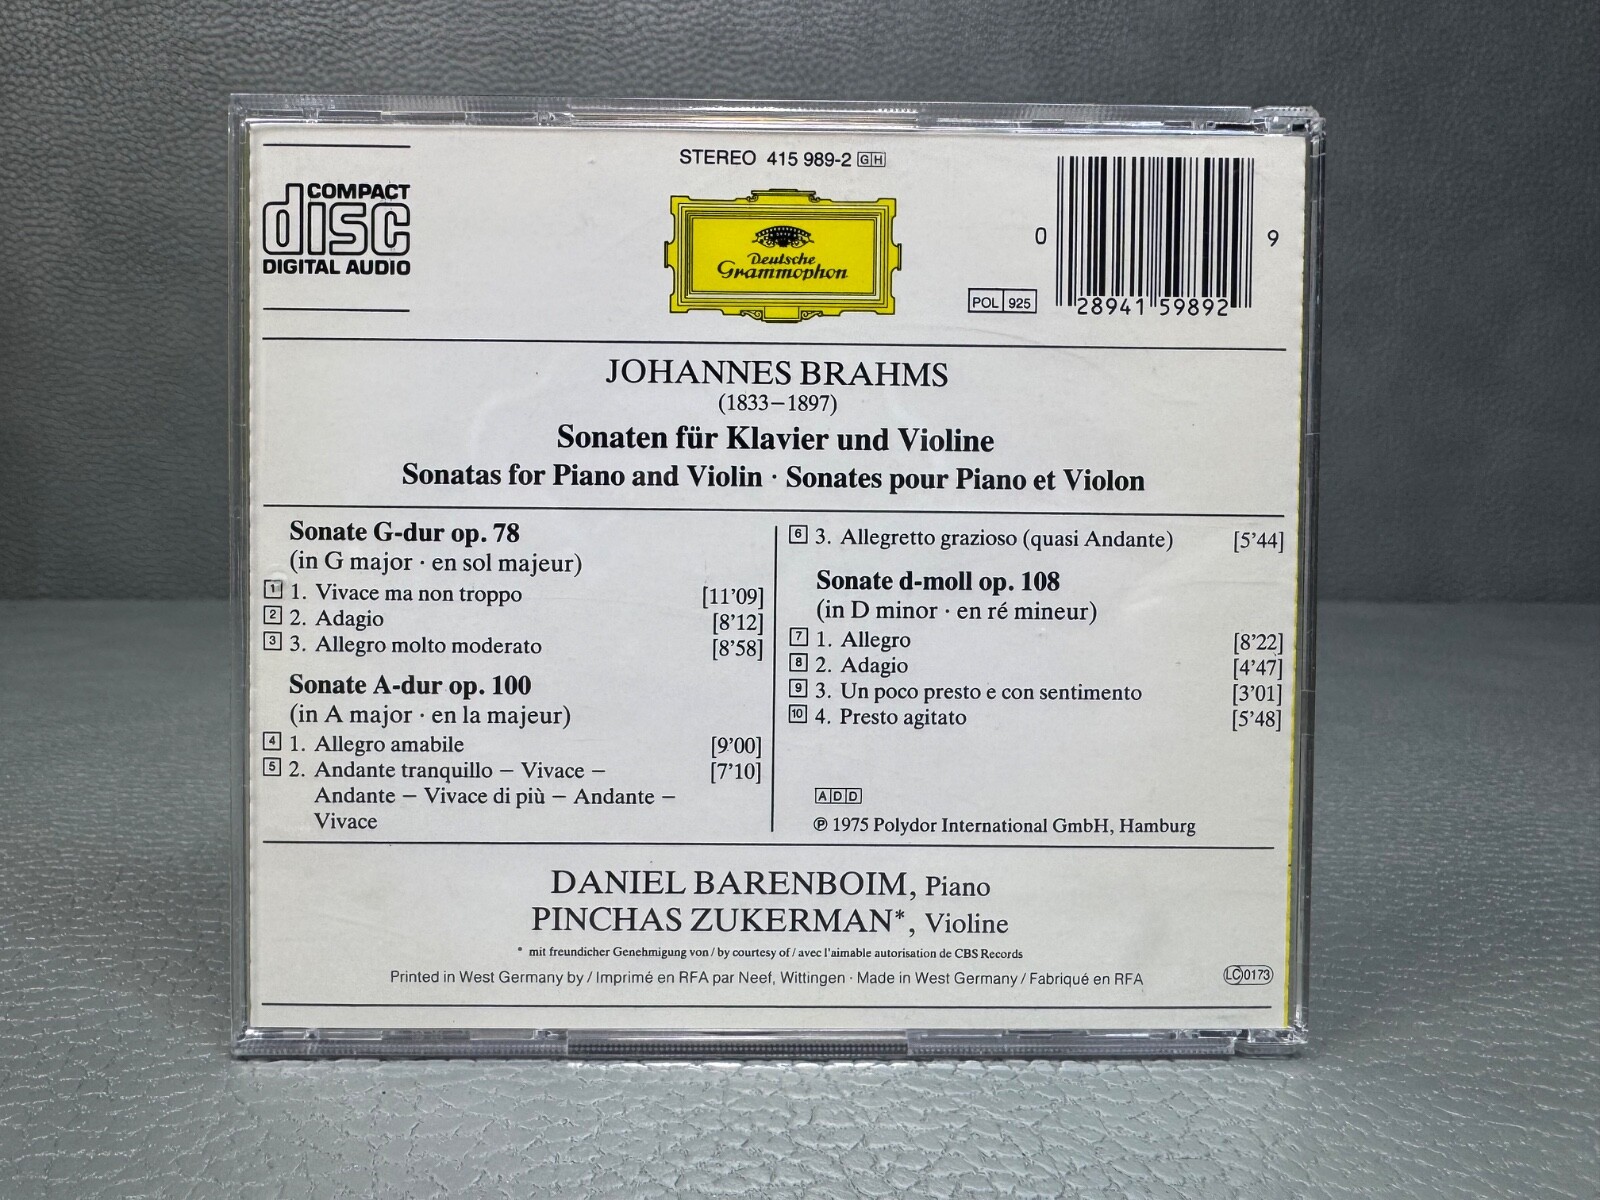 STEREO 415 989-2 GH
COMPACT
disc
DIGITAL AUDIO
Deutsche
Grammophon
POL 925
0 28941 59892 9
JOHANNES BRAHMS
(1833–1897)
Sonaten für Klavier und Violine
Sonatas for Piano and Violin · Sonates pour Piano et Violon
Sonate G-dur op. 78
(in G major · en sol majeur)
1 1. Vivace ma non troppo [11’09]
2 2. Adagio [8’12]
3 3. Allegro molto moderato [8’58]
Sonate A-dur op. 100
(in A major · en la majeur)
4 1. Allegro amabile [9’00]
5 2. Andante tranquillo – Vivace – [7’10]
Andante – Vivace di più – Andante –
Vivace
6 3. Allegretto grazioso (quasi Andante) [5’44]
Sonate d-moll op. 108
(in D minor · en ré mineur)
7 1. Allegro [8’22]
8 2. Adagio [4’47]
9 3. Un poco presto e con sentimento [3’01]
10 4. Presto agitato [5’48]
ADD
℗ 1975 Polydor International GmbH, Hamburg
DANIEL BARENBOIM, Piano
PINCHAS ZUKERMAN*, Violine
* mit freundicher Genehmigung von / by courtesy of / avec l'aimable autorisation de CBS Records
Printed in West Germany by / Imprimé en RFA par Neef, Wittingen · Made in West Germany / Fabriqué en RFA
LC 0173